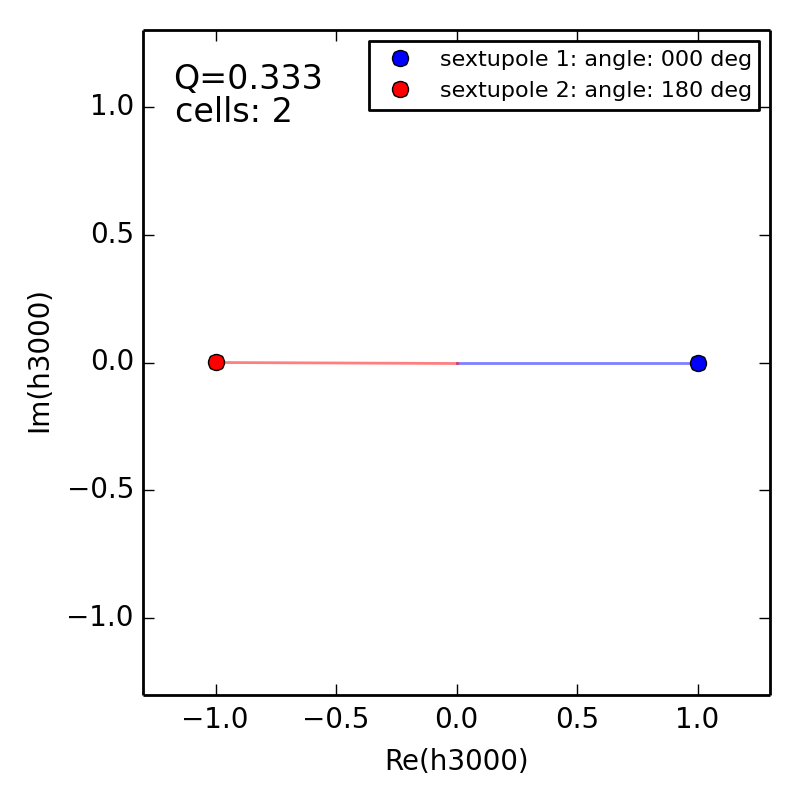 Q=0.333
cells: 2
sextupole 1: angle: 000 deg
sextupole 2: angle: 180 deg
1.0
0.5
0.0
−0.5
−1.0
Im(h3000)
−1.0 −0.5 0.0 0.5 1.0
Re(h3000)